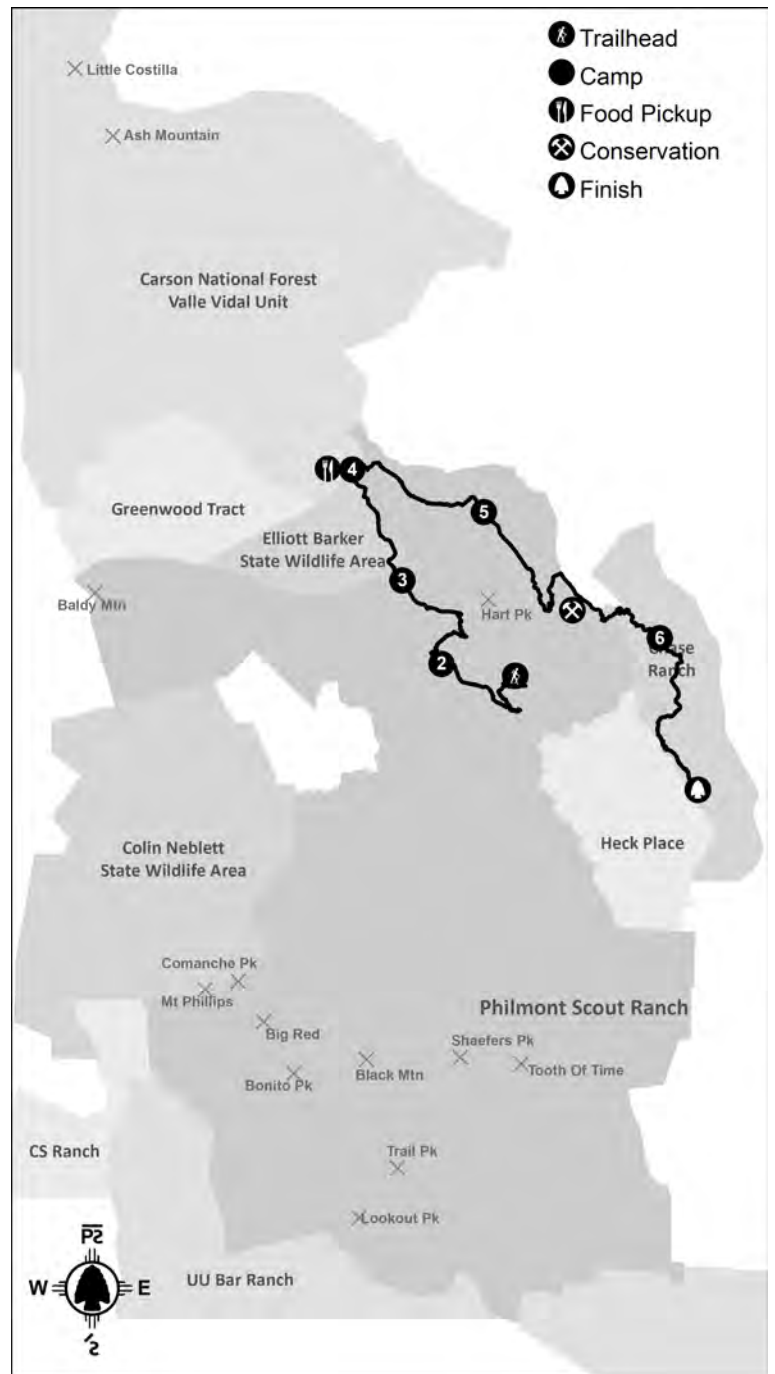 Trailhead
Camp
Food Pickup
Conservation
Finish
Little Costilla
Ash Mountain
Carson National Forest
Valle Vidal Unit
4
Greenwood Tract
5
Elliott Barker
State Wildlife Area
3
Baldy Mtn
Hart Pk
6
Chase
Ranch
2
Heck Place
Colin Neblett
State Wildlife Area
Comanche Pk
Mt Phillips
Philmont Scout Ranch
Big Red
Shaefers Pk
Black Mtn
Tooth Of Time
Bonito Pk
Trail Pk
CS Ranch
Lookout Pk
UU Bar Ranch
W
E